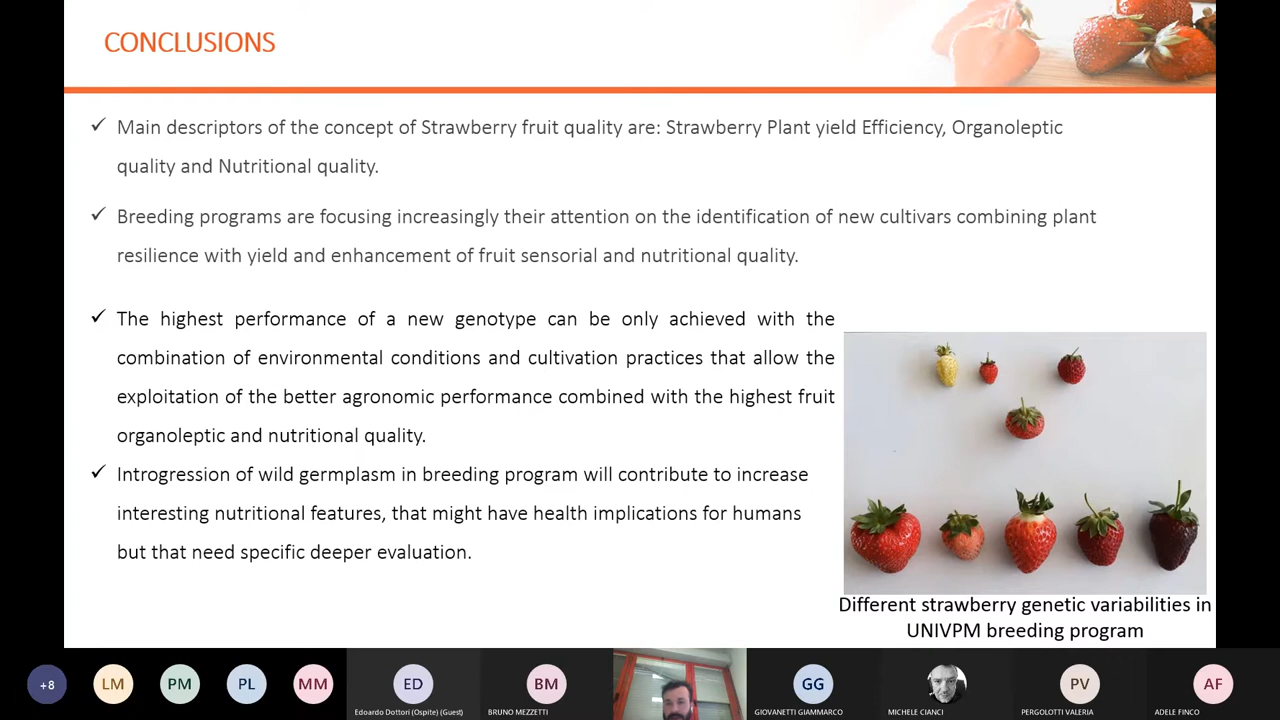 CONCLUSIONS
✓ Main descriptors of the concept of Strawberry fruit quality are: Strawberry Plant yield Efficiency, Organoleptic
quality and Nutritional quality.
✓ Breeding programs are focusing increasingly their attention on the identification of new cultivars combining plant
resilience with yield and enhancement of fruit sensorial and nutritional quality.
✓ The highest performance of a new genotype can be only achieved with the
combination of environmental conditions and cultivation practices that allow the
exploitation of the better agronomic performance combined with the highest fruit
organoleptic and nutritional quality.
✓ Introgression of wild germplasm in breeding program will contribute to increase
interesting nutritional features, that might have health implications for humans
but that need specific deeper evaluation.
Different strawberry genetic variabilities in
UNIVPM breeding program
+8 LM PM PL MM ED BM GG PV AF
Edoardo Dottori (Ospite) (Guest) BRUNO MEZZETTI GIOVANETTI GIAMMARCO MICHELE CIANCI PERGOLOTTI VALERIA ADELE FINCO